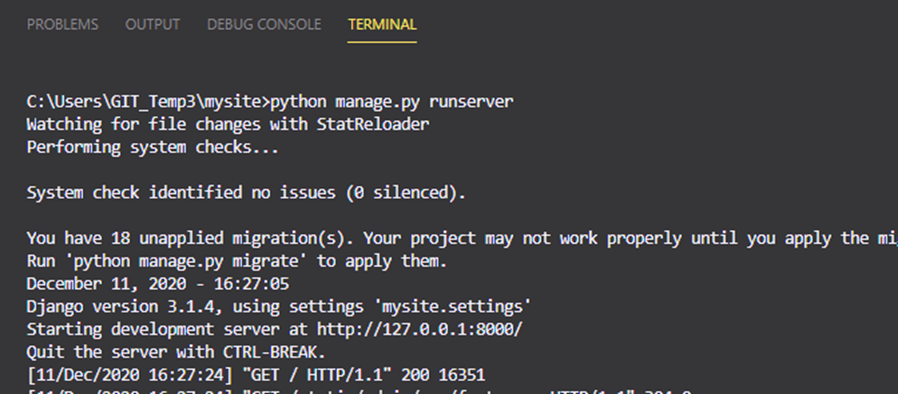 PROBLEMS OUTPUT DEBUG CONSOLE TERMINAL
C:\Users\GIT_Temp3\mysite>python manage.py runserver
Watching for file changes with StatReloader
Performing system checks...
System check identified no issues (0 silenced).
You have 18 unapplied migration(s). Your project may not work properly until you apply the
Run 'python manage.py migrate' to apply them.
December 11, 2020 - 16:27:05
Django version 3.1.4, using settings 'mysite.settings'
Starting development server at http://127.0.0.1:8000/
Quit the server with CTRL-BREAK.
[11/Dec/2020 16:27:24] "GET / HTTP/1.1" 200 16351